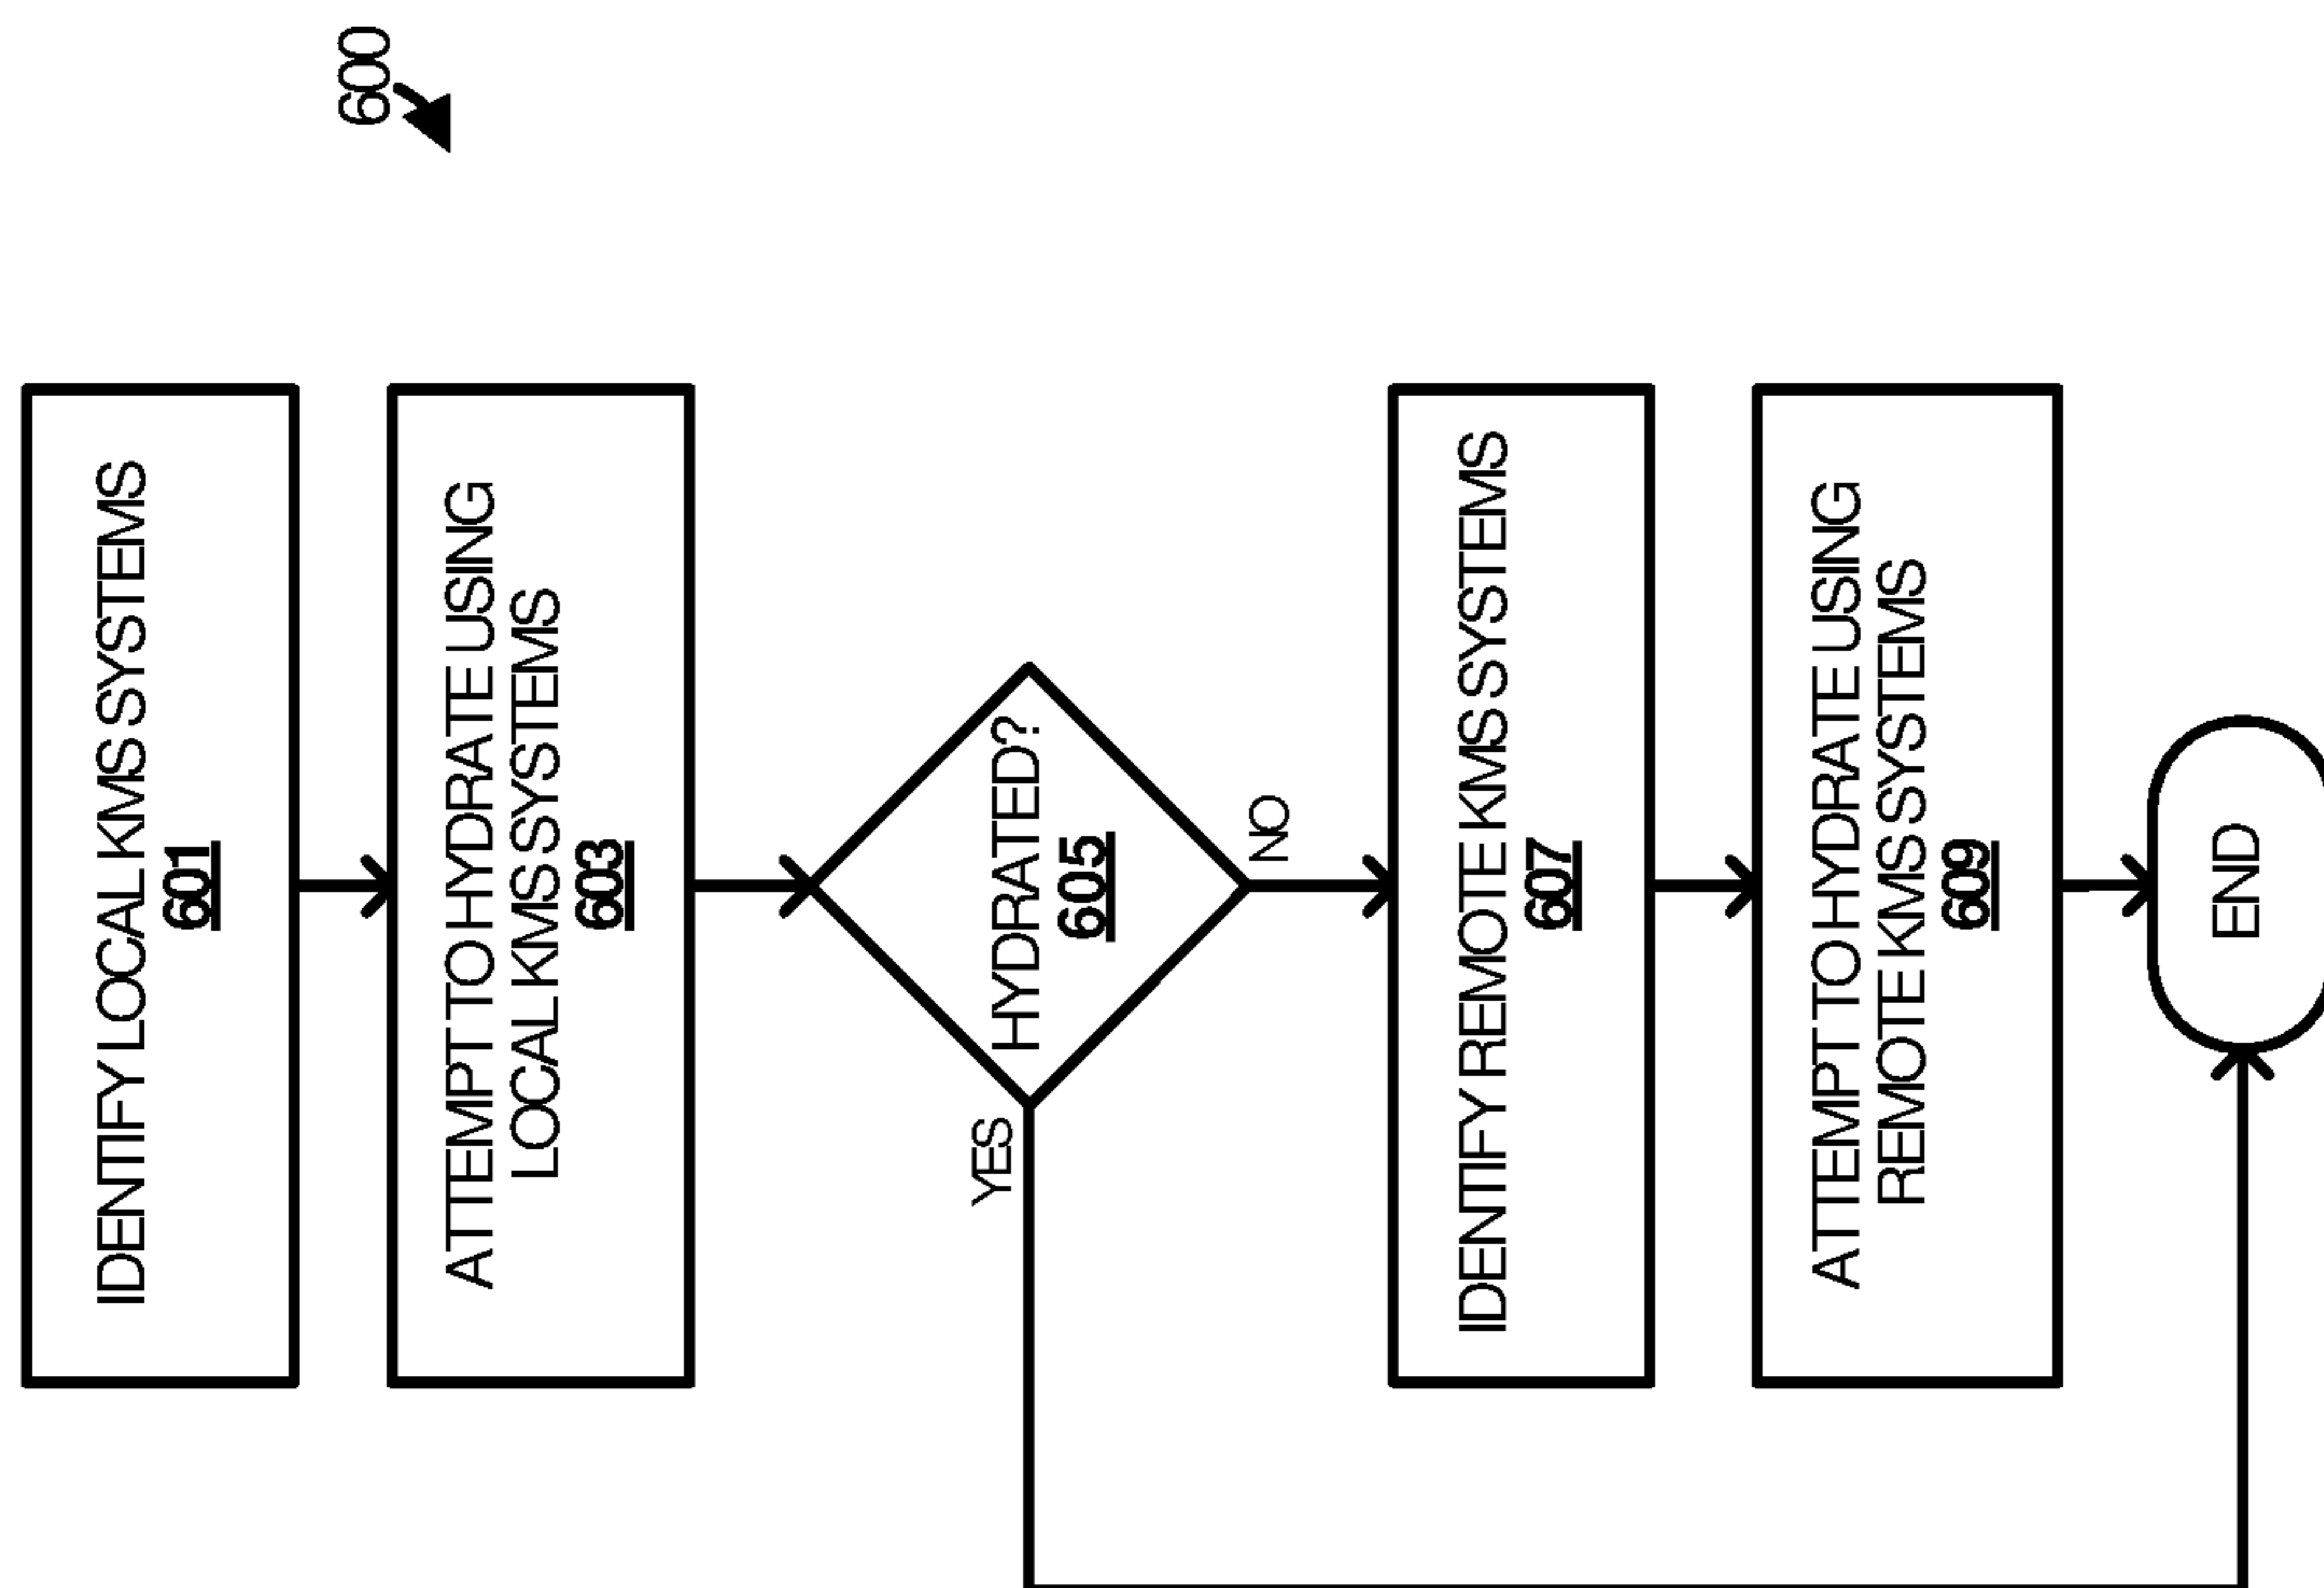 600
IDENTIFY LOCAL KMS SYSTEMS
601
ATTEMPT TO HYDRATE USING
LOCAL KMS SYSTEMS
603
HYDRATED?
605
YES
NO
IDENTIFY REMOTE KMS SYSTEMS
607
ATTEMPT TO HYDRATE USING
REMOTE KMS SYSTEMS
609
END